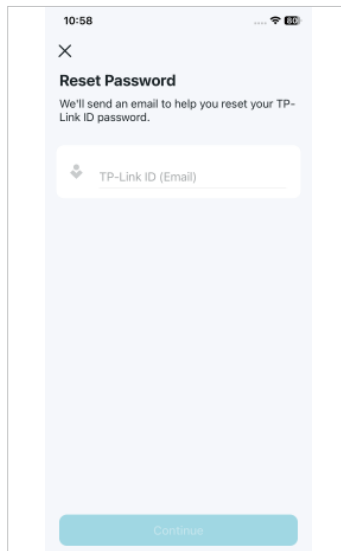 10:58
80
Reset Password
We'll send an email to help you reset your TP-
Link ID password.
TP-Link ID (Email)
Continue